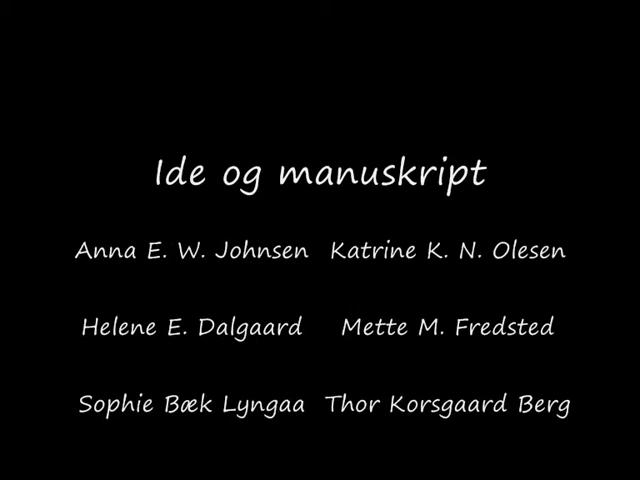 Ide og manuskript
Anna E. W. Johnsen Katrine K. N. Olesen
Helene E. Dalgaard Mette M. Fredsted
Sophie Bæk Lyngaa Thor Korsgaard Berg